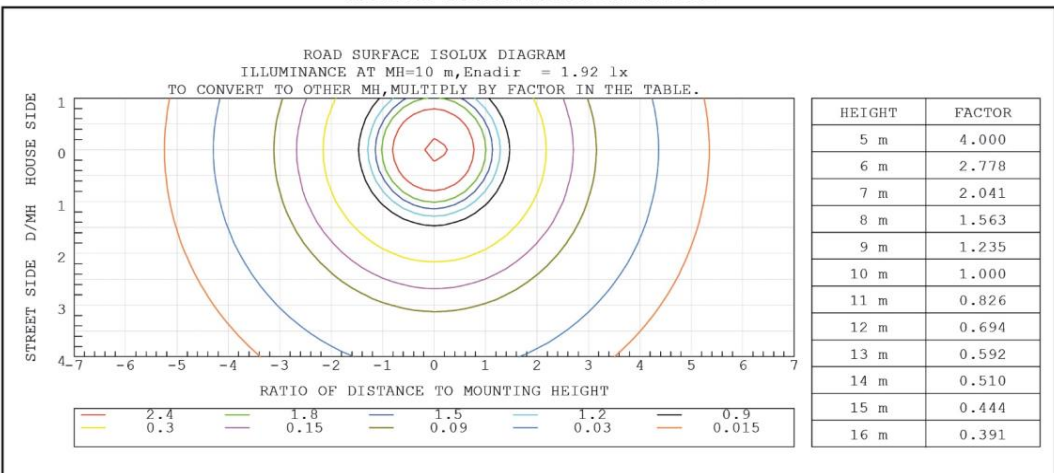 ROAD SURFACE ISOLUX DIAGRAM
ILLUMINANCE AT MH=10 m,Enadir = 1.92 lx
TO CONVERT TO OTHER MH,MULTIPLY BY FACTOR IN THE TABLE.
STREET SIDE D/MH HOUSE SIDE
1
0
1
2
3
4
-7 -6 -5 -4 -3 -2 -1 0 1 2 3 4 5 6 7
RATIO OF DISTANCE TO MOUNTING HEIGHT
2.4 1.8 1.5 1.2 0.9
0.3 0.15 0.09 0.03 0.015
HEIGHT FACTOR
5 m 4.000
6 m 2.778
7 m 2.041
8 m 1.563
9 m 1.235
10 m 1.000
11 m 0.826
12 m 0.694
13 m 0.592
14 m 0.510
15 m 0.444
16 m 0.391